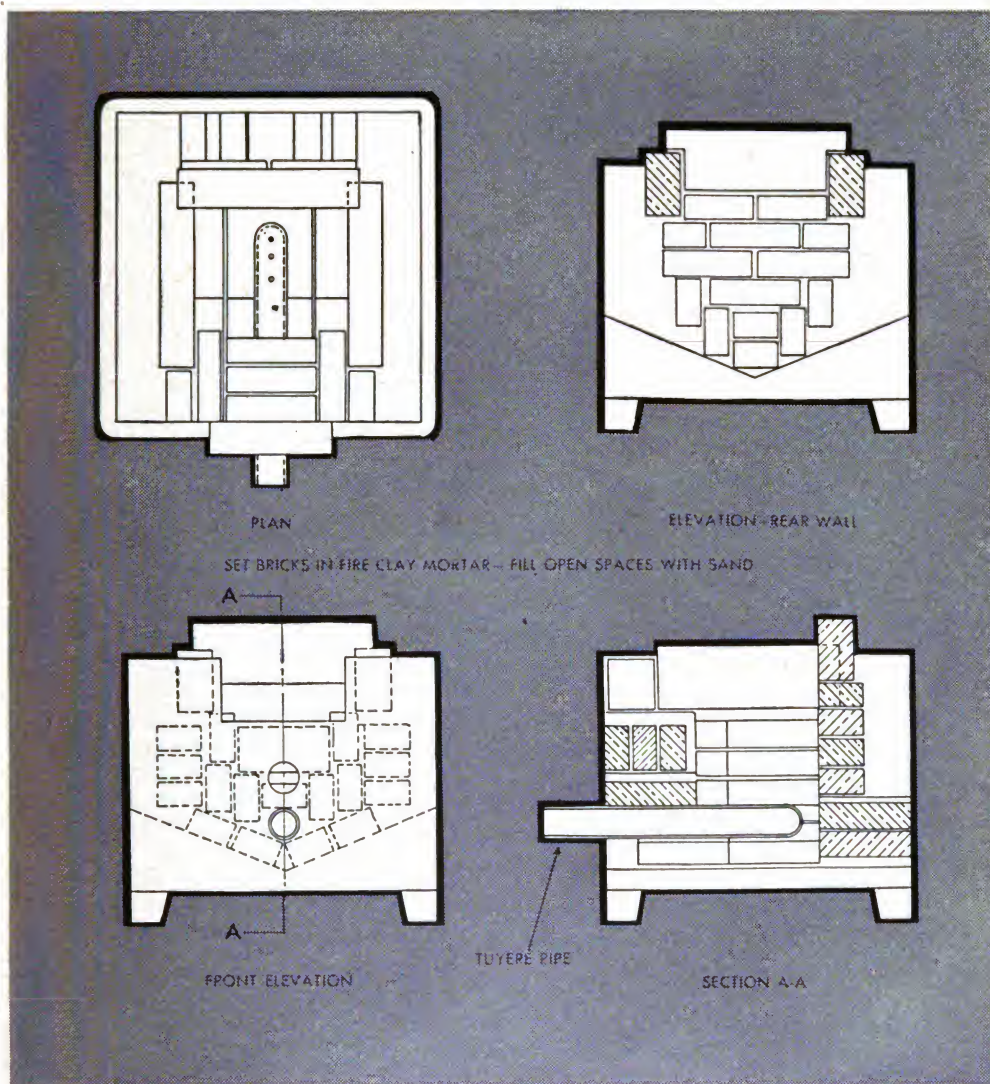 PLAN
ELEVATION-REAR WALL
SET BRICKS IN FIRE CLAY MORTAR - FILL OPEN SPACES WITH SAND
A
A
TUYERE PIPE
FRONT ELEVATION
SECTION A-A